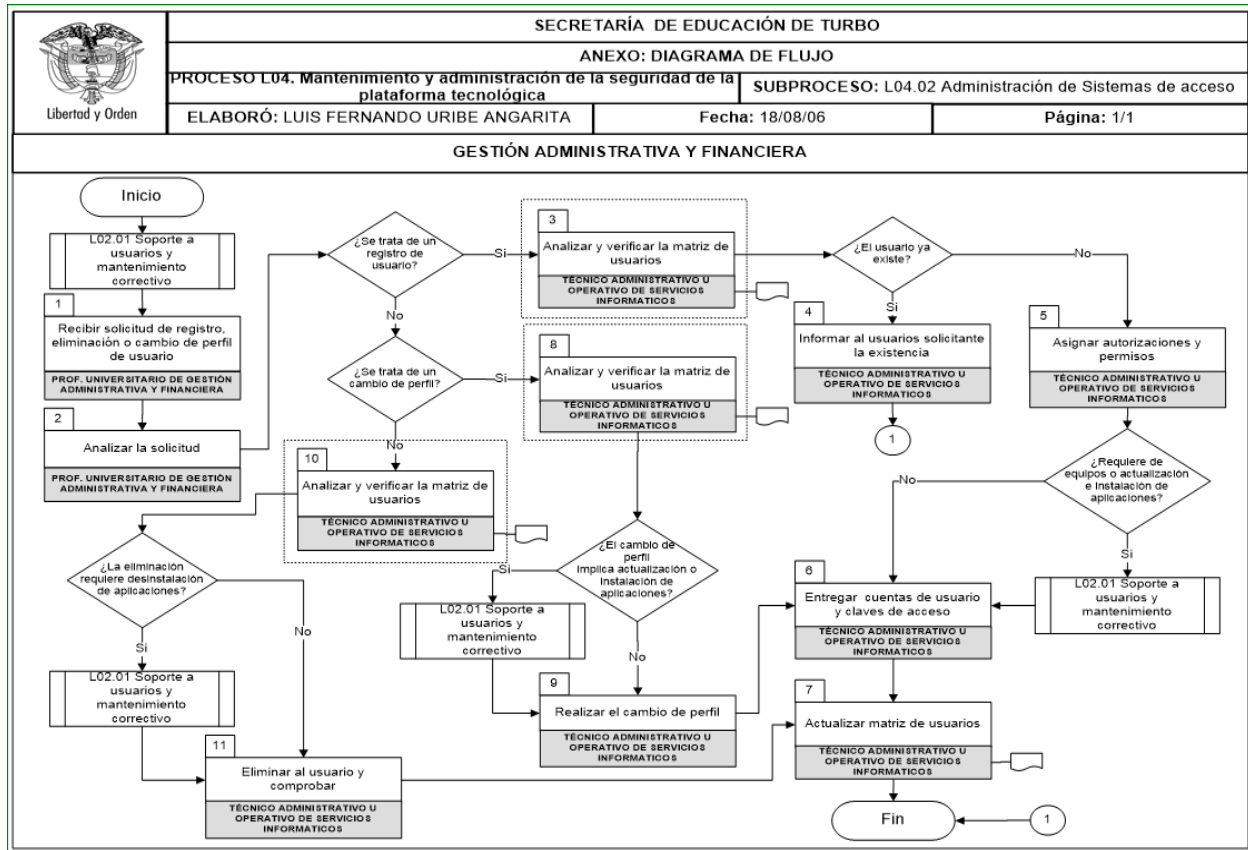 SECRETARÍA DE EDUCACIÓN DE TURBO
ANEXO: DIAGRAMA DE FLUJO
PROCESO L04. Mantenimiento y administración de la seguridad de la
plataforma tecnológica
SUBPROCESO: L04.02 Administración de Sistemas de acceso
Libertad y Orden
ELABORÓ: LUIS FERNANDO URIBE ANGARITA
Fecha: 18/08/06
Página: 1/1
GESTIÓN ADMINISTRATIVA Y FINANCIERA
Inicio
L02.01 Soporte a
usuarios y
mantenimiento
correctivo
1
Recibir solicitud de registro,
eliminación o cambio de perfil
de usuario
PROF. UNIVERSITARIO DE GESTIÓN
ADMINISTRATIVA Y FINANCIERA
2
Analizar la solicitud
PROF. UNIVERSITARIO DE GESTIÓN
ADMINISTRATIVA Y FINANCIERA
¿Se trata de un
registro de
usuario?
Si
No
3
Analizar y verificar la matriz de
usuarios
TÉCNICO ADMINISTRATIVO U
OPERATIVO DE SERVICIOS
INFORMATICOS
¿El usuario ya
existe?
No
Si
4
Informar al usuarios solicitante
la existencia
TÉCNICO ADMINISTRATIVO U
OPERATIVO DE SERVICIOS
INFORMATICOS
1
5
Asignar autorizaciones y
permisos
TÉCNICO ADMINISTRATIVO U
OPERATIVO DE SERVICIOS
INFORMATICOS
¿Se trata de un
cambio de perfil?
Si
No
8
Analizar y verificar la matriz de
usuarios
TÉCNICO ADMINISTRATIVO U
OPERATIVO DE SERVICIOS
INFORMATICOS
¿Requiere de
equipos o actualización
e Instalación de
aplicaciones?
No
Si
10
Analizar y verificar la matriz de
usuarios
TÉCNICO ADMINISTRATIVO U
OPERATIVO DE SERVICIOS
INFORMATICOS
¿La eliminación
requiere desinstalación
de aplicaciones?
Si
No
¿El cambio de
perfil
implica actualización o
Instalación de
aplicaciones?
Si
No
L02.01 Soporte a
usuarios y
mantenimiento
correctivo
6
Entregar cuentas de usuario
y claves de acceso
TÉCNICO ADMINISTRATIVO U
OPERATIVO DE SERVICIOS
INFORMATICOS
L02.01 Soporte a
usuarios y
mantenimiento
correctivo
L02.01 Soporte a
usuarios y
mantenimiento
correctivo
9
Realizar el cambio de perfil
TÉCNICO ADMINISTRATIVO U
OPERATIVO DE SERVICIOS
INFORMATICOS
7
Actualizar matriz de usuarios
TÉCNICO ADMINISTRATIVO U
OPERATIVO DE SERVICIOS
INFORMATICOS
11
Eliminar al usuario y
comprobar
TÉCNICO ADMINISTRATIVO U
OPERATIVO DE SERVICIOS
INFORMATICOS
Fin
1